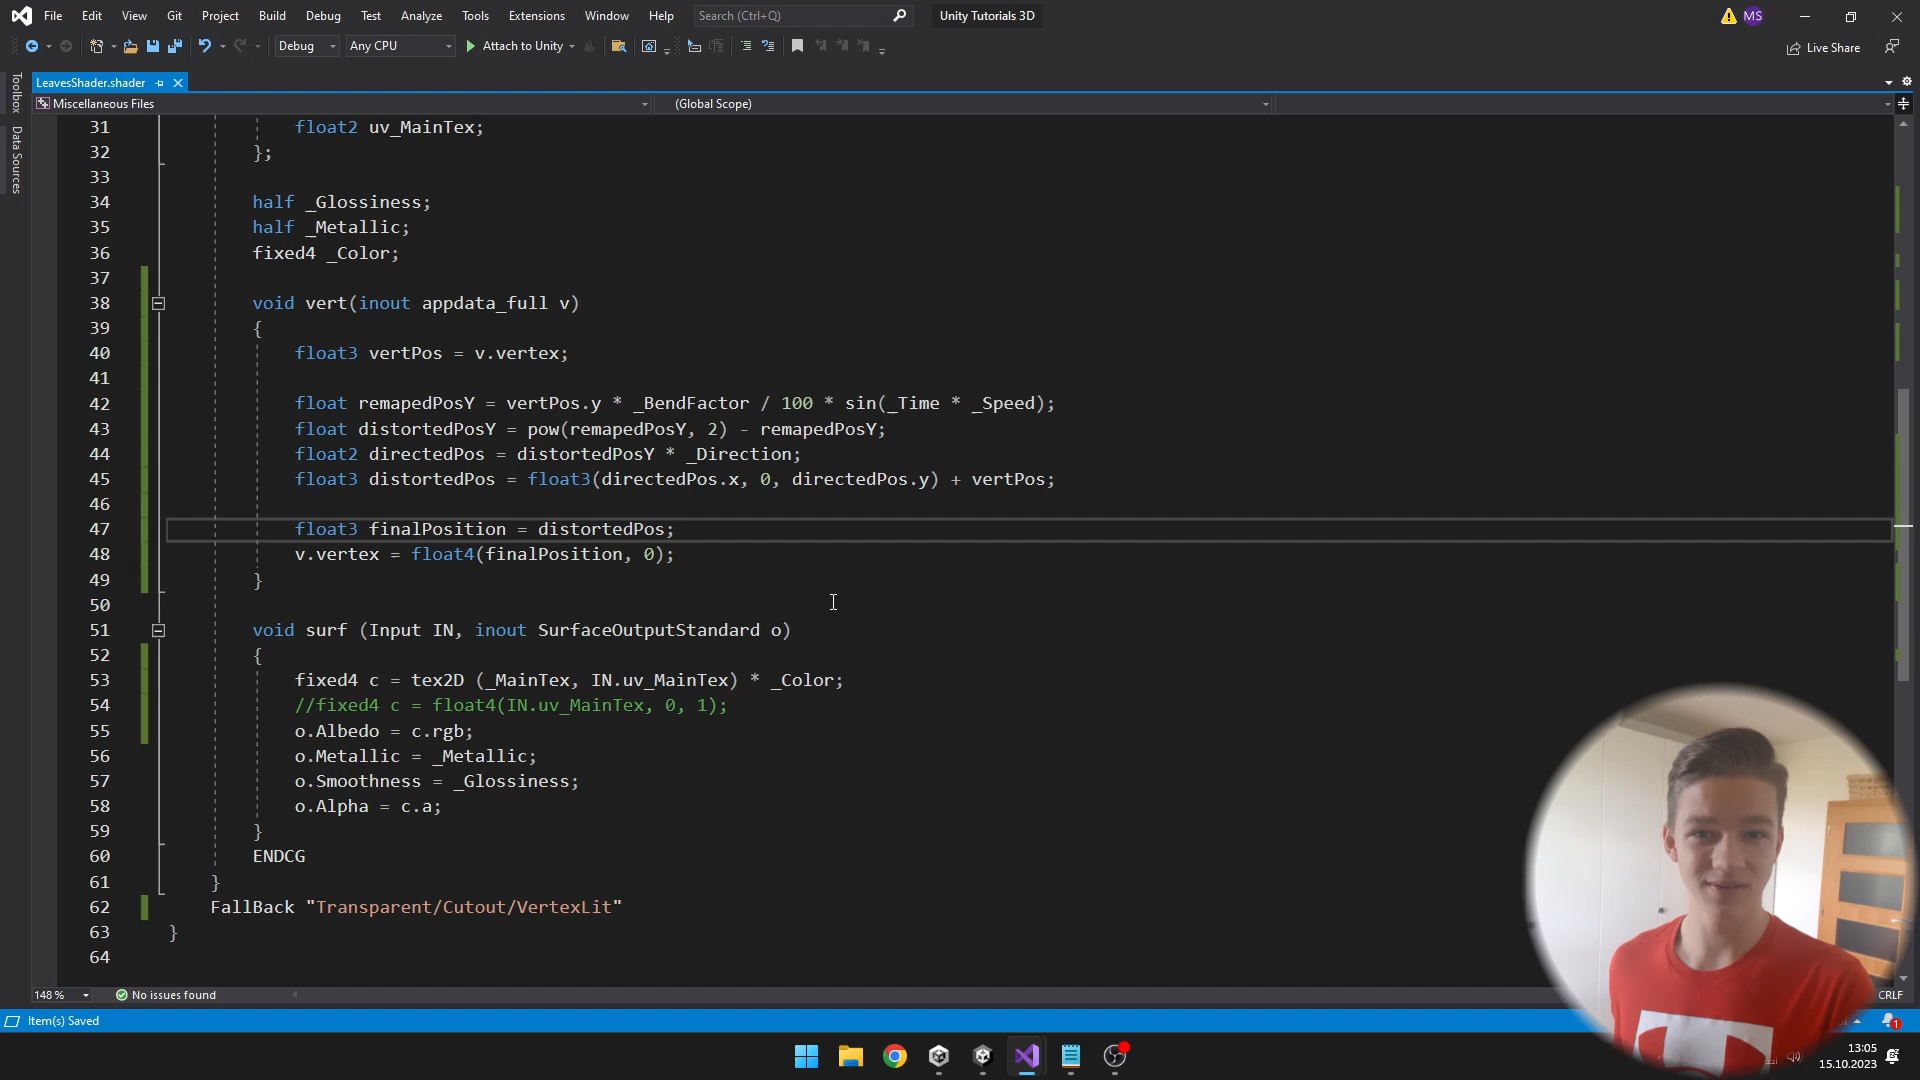 File Edit View Git Project Build Debug Test Analyze Tools Extensions Window Help Search (Ctrl+Q) Unity Tutorials 3D MS
Debug Any CPU Attach to Unity Live Share
Toolbox
Data Sources
LeavesShader.shader
Miscellaneous Files (Global Scope)
31 float2 uv_MainTex;
32 };
33
34 half _Glossiness;
35 half _Metallic;
36 fixed4 _Color;
37
38 void vert(inout appdata_full v)
39 {
40 float3 vertPos = v.vertex;
41
42 float remapedPosY = vertPos.y * _BendFactor / 100 * sin(_Time * _Speed);
43 float distortedPosY = pow(remapedPosY, 2) - remapedPosY;
44 float2 directedPos = distortedPosY * _Direction;
45 float3 distortedPos = float3(directedPos.x, 0, directedPos.y) + vertPos;
46
47 float3 finalPosition = distortedPos;
48 v.vertex = float4(finalPosition, 0);
49 }
50
51 void surf (Input IN, inout SurfaceOutputStandard o)
52 {
53 fixed4 c = tex2D (_MainTex, IN.uv_MainTex) * _Color;
54 //fixed4 c = float4(IN.uv_MainTex, 0, 1);
55 o.Albedo = c.rgb;
56 o.Metallic = _Metallic;
57 o.Smoothness = _Glossiness;
58 o.Alpha = c.a;
59 }
60 ENDCG
61 }
62 FallBack "Transparent/Cutout/VertexLit"
63 }
64
148 % No issues found CRLF
Item(s) Saved 1
13:05
15.10.2023